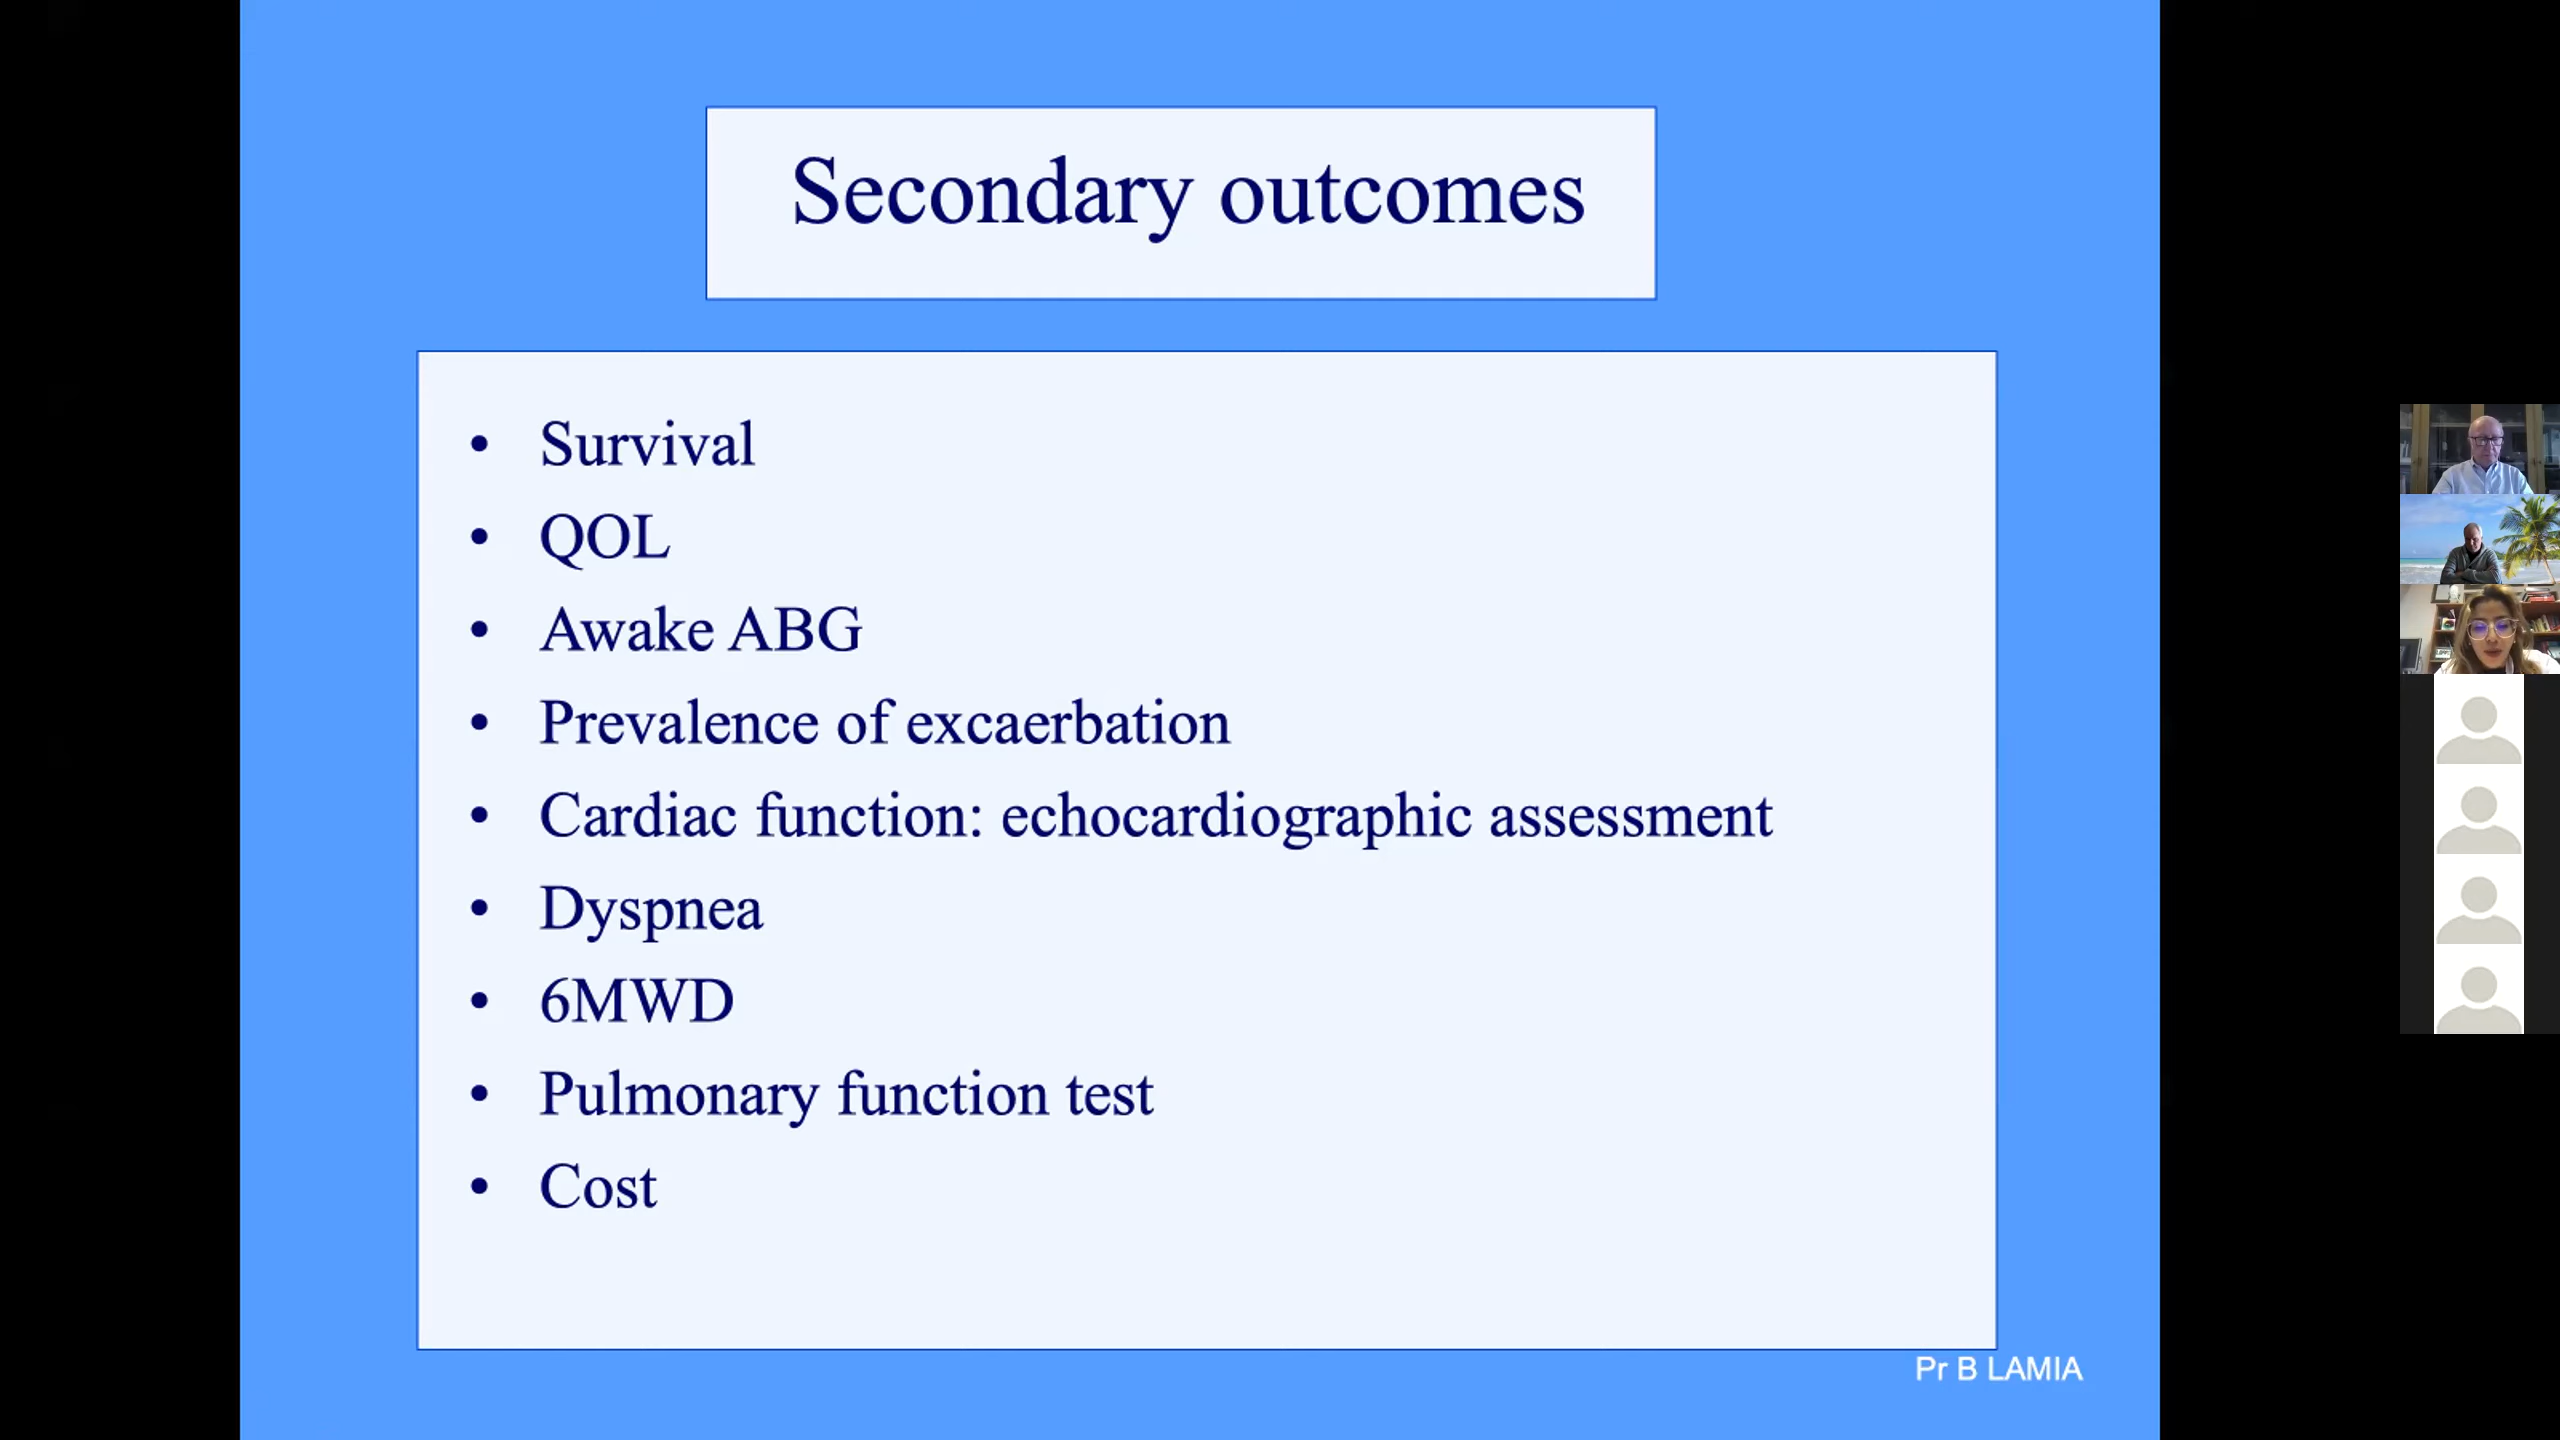 Secondary outcomes
• Survival
• QOL
• Awake ABG
• Prevalence of excaerbation
• Cardiac function: echocardiographic assessment
• Dyspnea
• 6MWD
• Pulmonary function test
• Cost
Pr B LAMIA